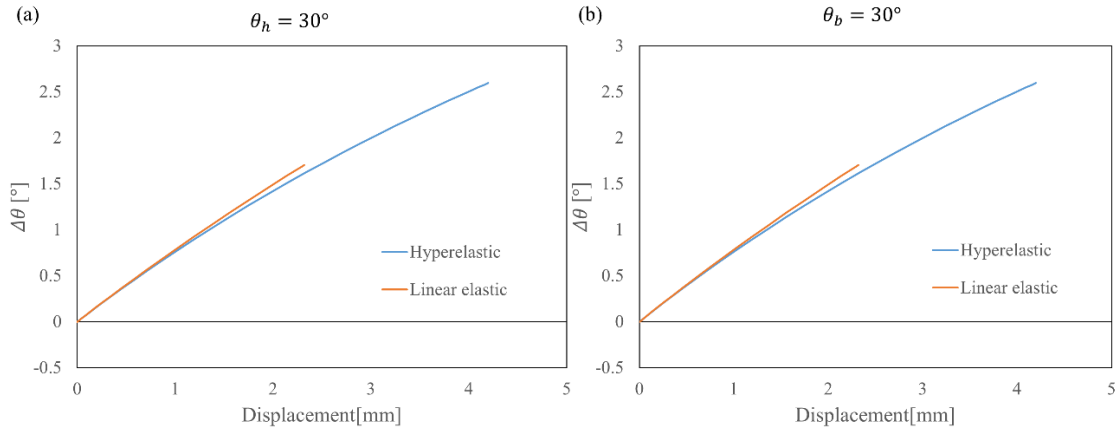 (a)
θ_h = 30°
3
2.5
2
1.5
1
0.5
0
-0.5
Δθ [°]
0 1 2 3 4 5
Displacement[mm]
Hyperelastic
Linear elastic
(b)
θ_b = 30°
3
2.5
2
1.5
1
0.5
0
-0.5
Δθ [°]
0 1 2 3 4 5
Displacement[mm]
Hyperelastic
Linear elastic